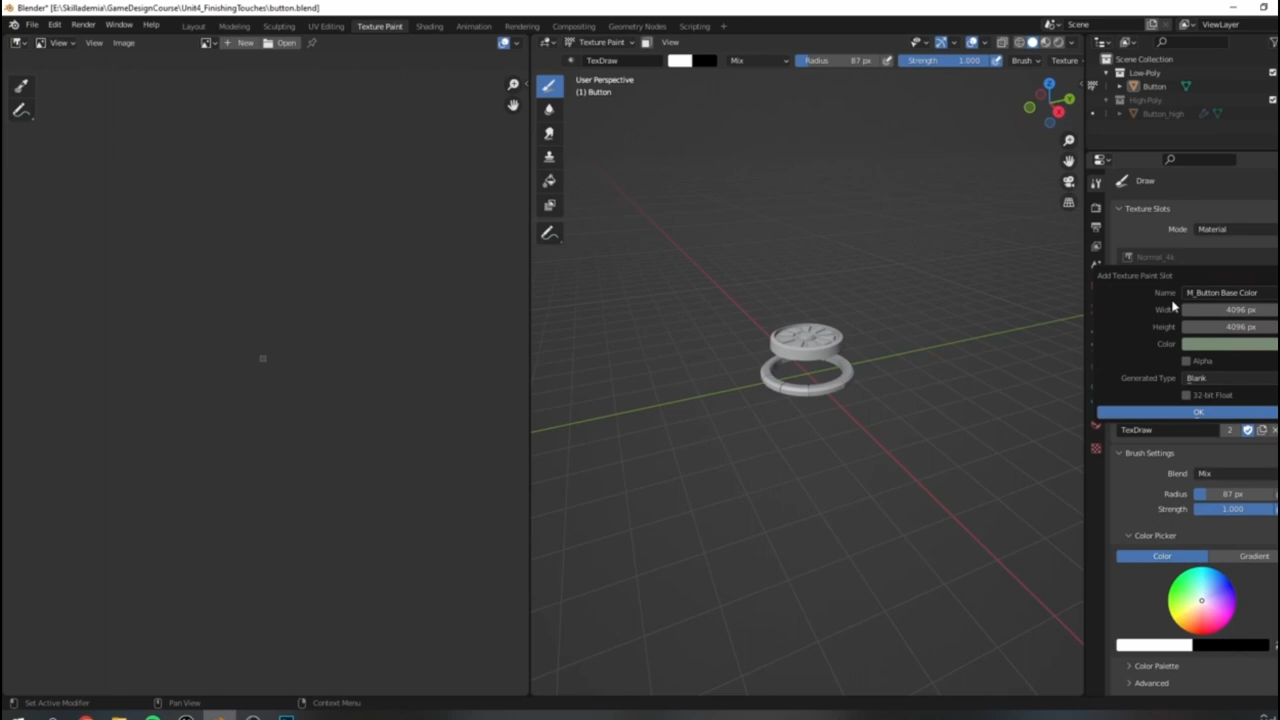 Blender* [E:\Skillademia\GameDesignCourse\Unit4_FinishingTouches\button.blend]
File Edit Render Window Help Layout Modeling Sculpting UV Editing Texture Paint Shading Animation Rendering Compositing Geometry Nodes Scripting + Scene ViewLayer
View View Image + New Open Texture Paint View
TexDraw Mix Radius 87 px Strength 1.000 Brush Texture
Scene Collection
Low-Poly
Button
High-Poly
Button_high
User Perspective
(1) Button
Z
Y
X
Draw
Texture Slots
Mode Material
Normal_4k
Add Texture Paint Slot
Name M_Button Base Color
Width 4096 px
Height 4096 px
Color
Alpha
Generated Type Blank
32-bit Float
OK
TexDraw 2
Brush Settings
Blend Mix
Radius 87 px
Strength 1.000
Color Picker
Color Gradient
Color Palette
Advanced
Set Active Modifier Pan View Context Menu